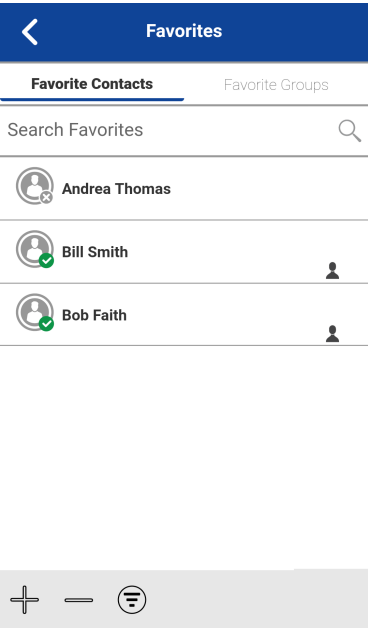 Favorites
Favorite Contacts
Favorite Groups
Search Favorites
Andrea Thomas
Bill Smith
Bob Faith